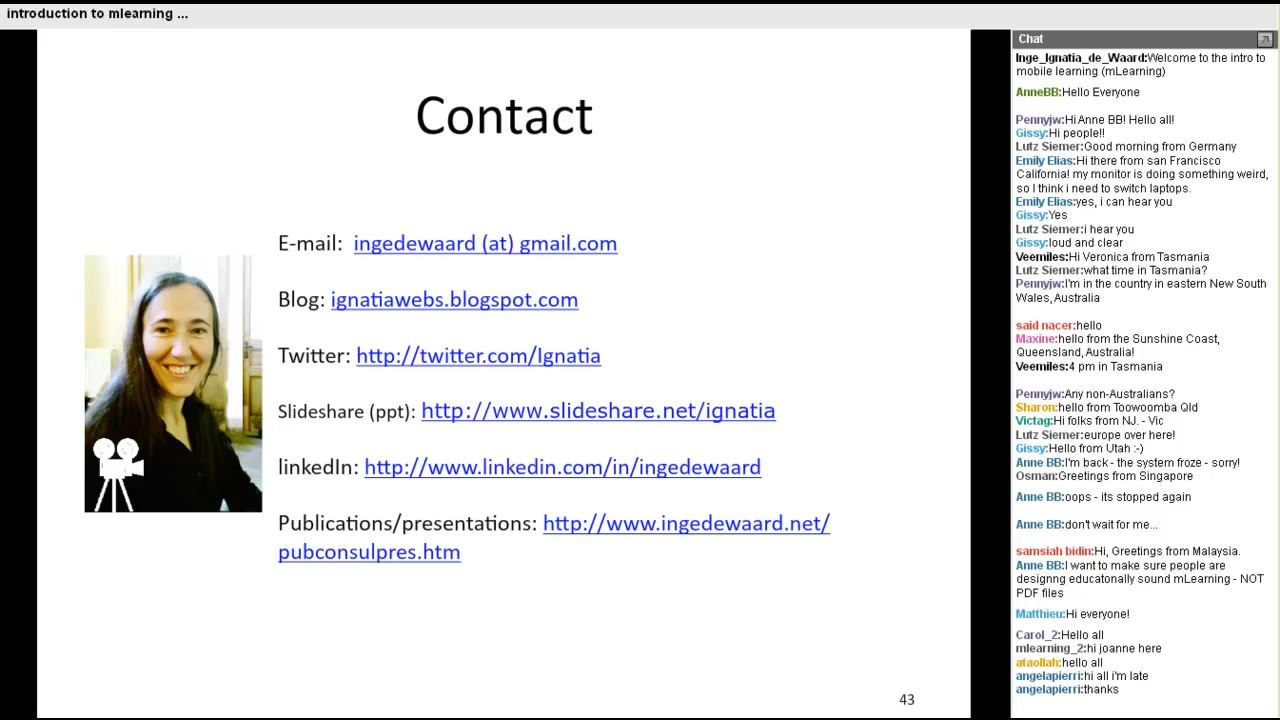 introduction to mlearning ...
Contact
E-mail: ingedewaard (at) gmail.com
Blog: ignatiawebs.blogspot.com
Twitter: http://twitter.com/Ignatia
Slideshare (ppt): http://www.slideshare.net/ignatia
linkedIn: http://www.linkedin.com/in/ingedewaard
Publications/presentations: http://www.ingedewaard.net/
pubconsulpres.htm
43
Chat
Inge_Ignatia_de_Waard:Welcome to the intro to
mobile learning (mLearning)
AnneBB:Hello Everyone
Pennyjw:Hi Anne BB! Hello all!
Gissy:Hi people!!
Lutz Siemer:Good morning from Germany
Emily Elias:Hi there from san Francisco
California! my monitor is doing something weird,
so I think i need to switch laptops.
Emily Elias:yes, i can hear you
Gissy:Yes
Lutz Siemer:i hear you
Gissy:loud and clear
Veemiles:Hi Veronica from Tasmania
Lutz Siemer:what time in Tasmania?
Pennyjw:I'm in the country in eastern New South
Wales, Australia
said nacer:hello
Maxine:hello from the Sunshine Coast,
Queensland, Australia!
Veemiles:4 pm in Tasmania
Pennyjw:Any non-Australians?
Sharon:hello from Toowoomba Qld
Victag:Hi folks from NJ. - Vic
Lutz Siemer:europe over here!
Gissy:Hello from Utah :-)
Anne BB:I'm back - the system froze - sorry!
Osman:Greetings from Singapore
Anne BB:oops - its stopped again
Anne BB:don't wait for me...
samsiah bidin:Hi, Greetings from Malaysia.
Anne BB:I want to make sure people are
designng educatonally sound mLearning - NOT
PDF files
Matthieu:Hi everyone!
Carol_2:Hello all
mlearning_2:hi joanne here
ataollah:hello all
angelapierri:hi all i'm late
angelapierri:thanks